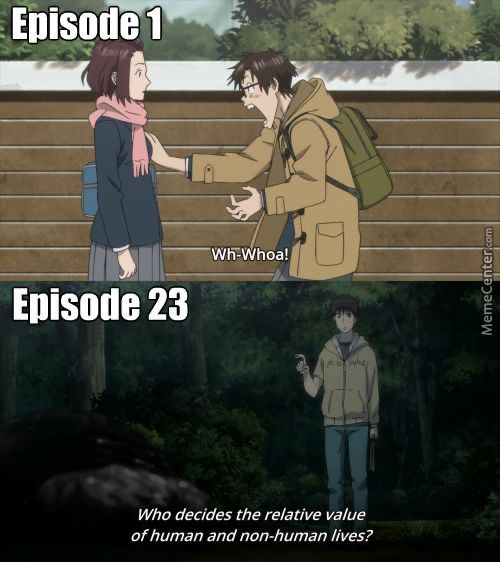 Episode 1
Wh-Whoa!
MemeCenter.com
Episode 23
Who decides the relative value
of human and non-human lives?